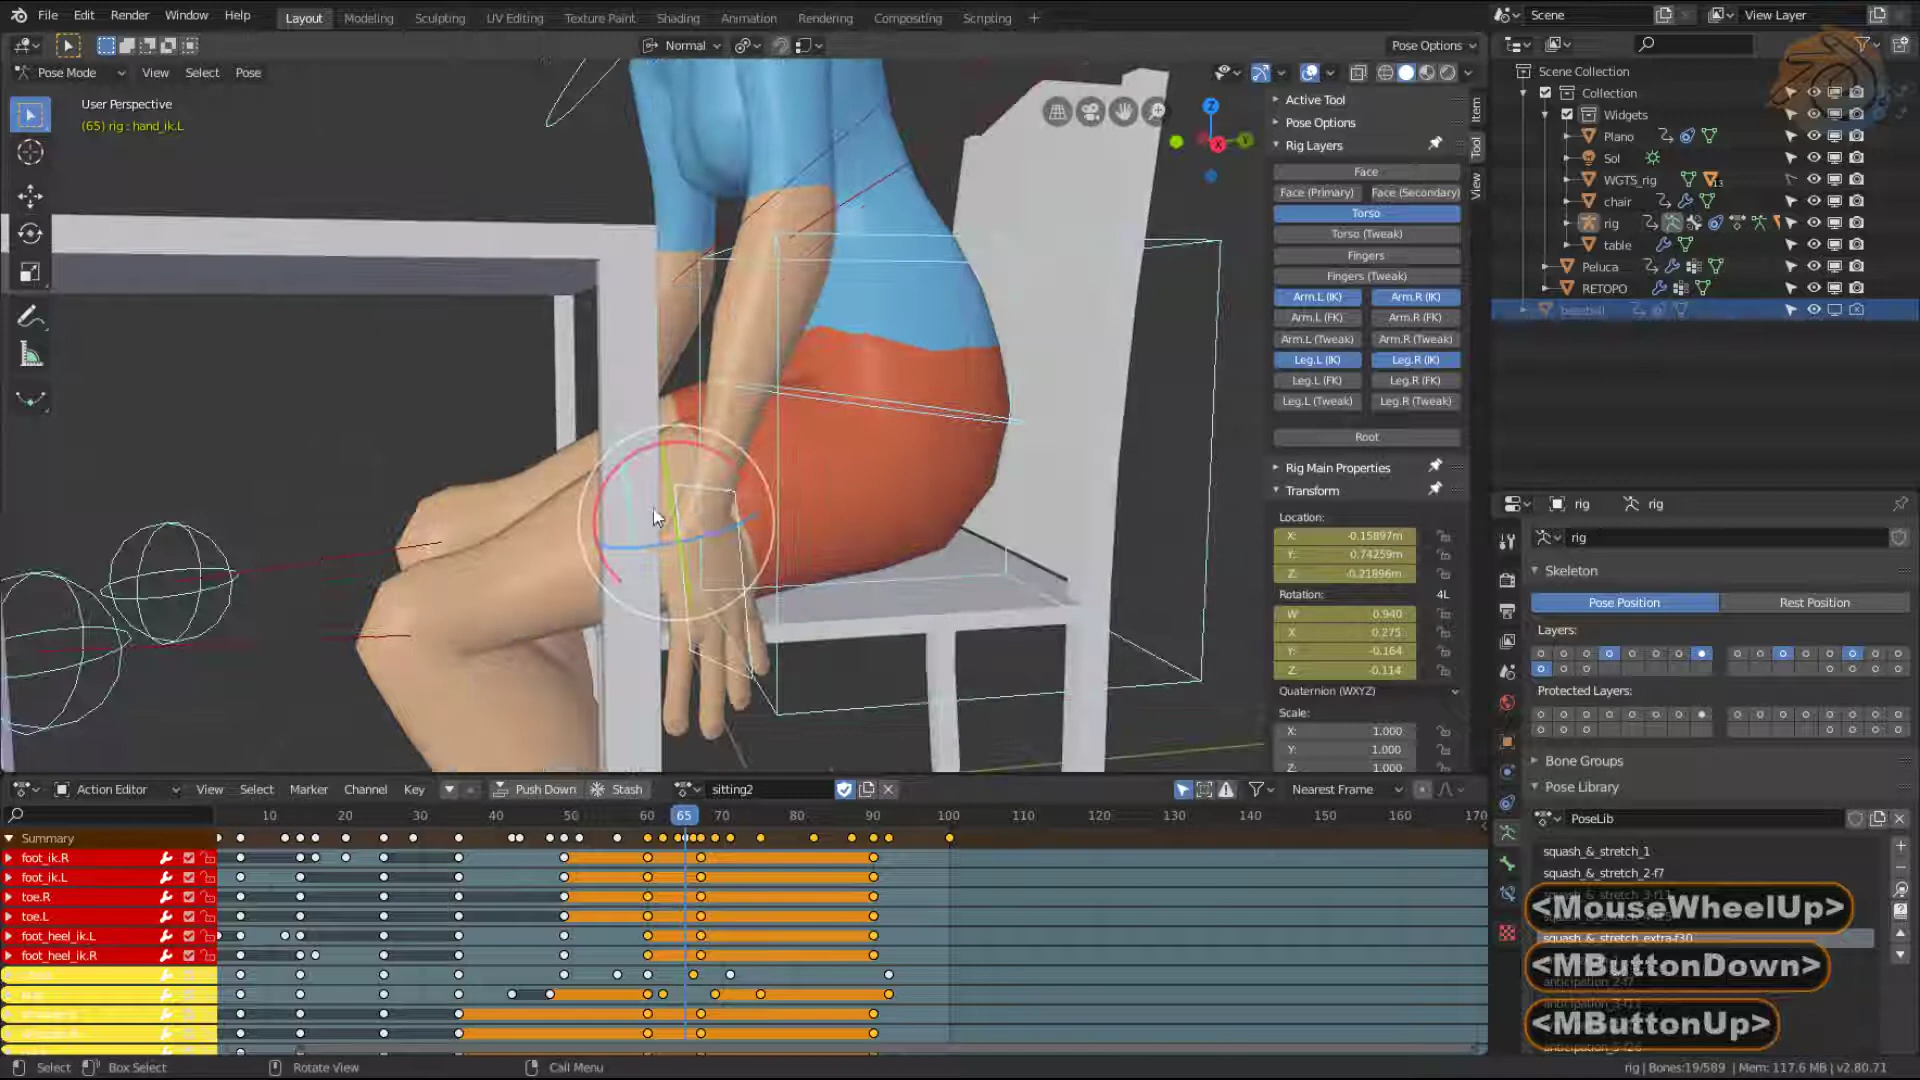 File Edit Render Window Help
Layout Modeling Sculpting UV Editing Texture Paint Shading Animation Rendering Compositing Scripting +
Scene View Layer
Normal Pose Options
Pose Mode View Select Pose
User Perspective
(65) rig : hand_ik.L
Z
X
Y
Item
Tool
View
Active Tool
Pose Options
Rig Layers
Face
Face (Primary) Face (Secondary)
Torso
Torso (Tweak)
Fingers
Fingers (Tweak)
Arm.L (IK) Arm.R (IK)
Arm.L (FK) Arm.R (FK)
Arm.L (Tweak) Arm.R (Tweak)
Leg.L (IK) Leg.R (IK)
Leg.L (FK) Leg.R (FK)
Leg.L (Tweak) Leg.R (Tweak)
Root
Rig Main Properties
Transform
Location:
X: -0.15897m
Y: 0.74259m
Z: -0.21896m
Rotation: 4L
W 0.940
X 0.275
Y: -0.164
Z: -0.114
Quaternion (WXYZ)
Scale:
X: 1.000
Y: 1.000
Z: 1.000
Scene Collection
Collection
Widgets
Plano
Sol
WGTS_rig 13
chair
rig
table
Peluca
RETOPO
rig rig
rig
Skeleton
Pose Position Rest Position
Layers:
Protected Layers:
Bone Groups
Pose Library
PoseLib
squash_&_stretch_1
squash_&_stretch_2-f7
squash_&_stretch_extra-f30
<MouseWheelUp>
<MButtonDown>
<MButtonUp>
Action Editor View Select Marker Channel Key Push Down Stash sitting2 Nearest Frame
10 20 30 40 50 60 65 70 80 90 100 110 120 130 140 150 160 170
Summary
foot_ik.R
foot_ik.L
toe.R
toe.L
foot_heel_ik.L
foot_heel_ik.R
Select Box Select Rotate View Call Menu
rig | Bones:19/589 | Mem: 117.6 MB | v2.80.71